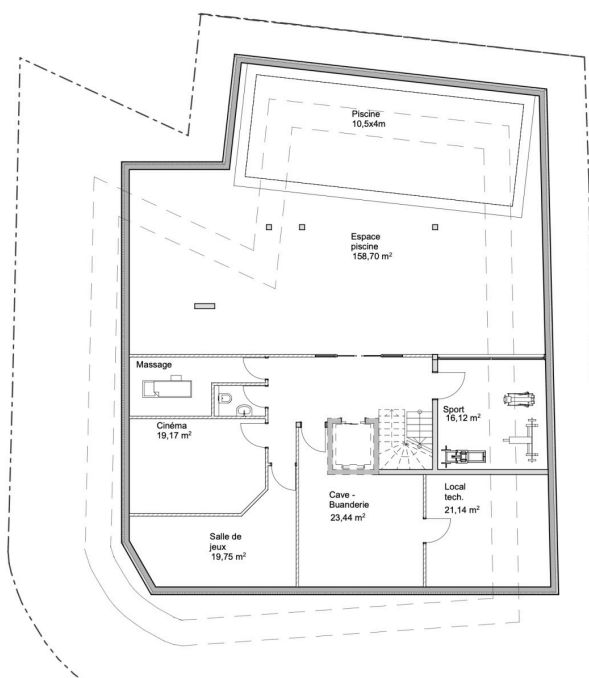 Piscine
10,5x4m
Espace
piscine
158,70 m²
Massage
Cinéma
19,17 m²
Sport
16,12 m²
Cave -
Buanderie
23,44 m²
Local
tech.
21,14 m²
Salle de
jeux
19,75 m²